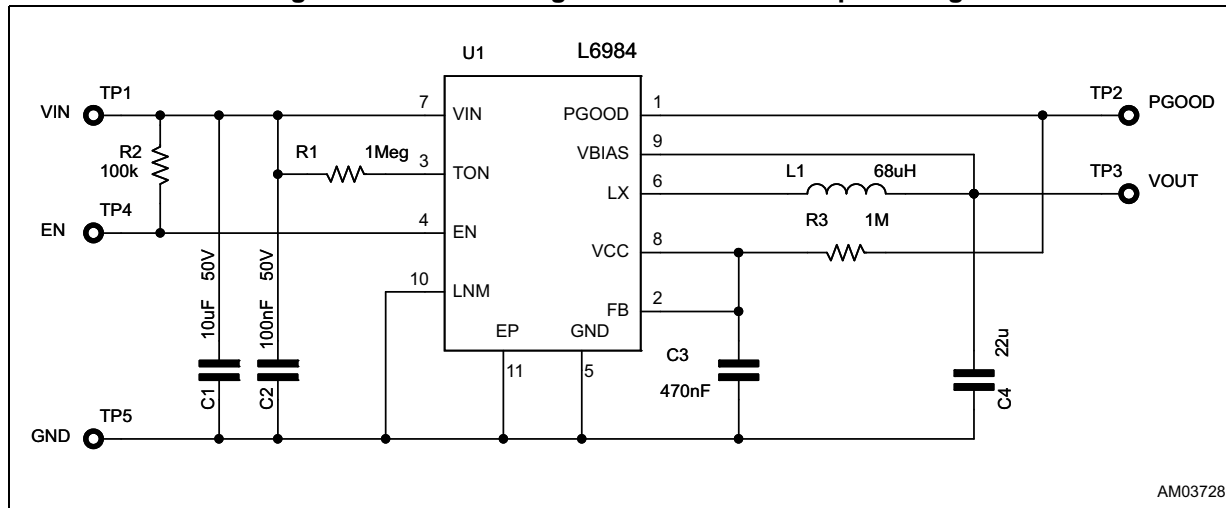 U1 L6984
VIN TP1
7 VIN
PGOOD 1
TP2 PGOOD
R2
100k
R1 1Meg
3 TON
VBIAS 9
L1 68uH
LX 6
TP3 VOUT
EN TP4
4 EN
R3 1M
VCC 8
10 LNM
FB 2
10uF 50V
C1
100nF 50V
C2
EP
11
GND
5
C3
470nF
22u
C4
GND TP5
AM03728